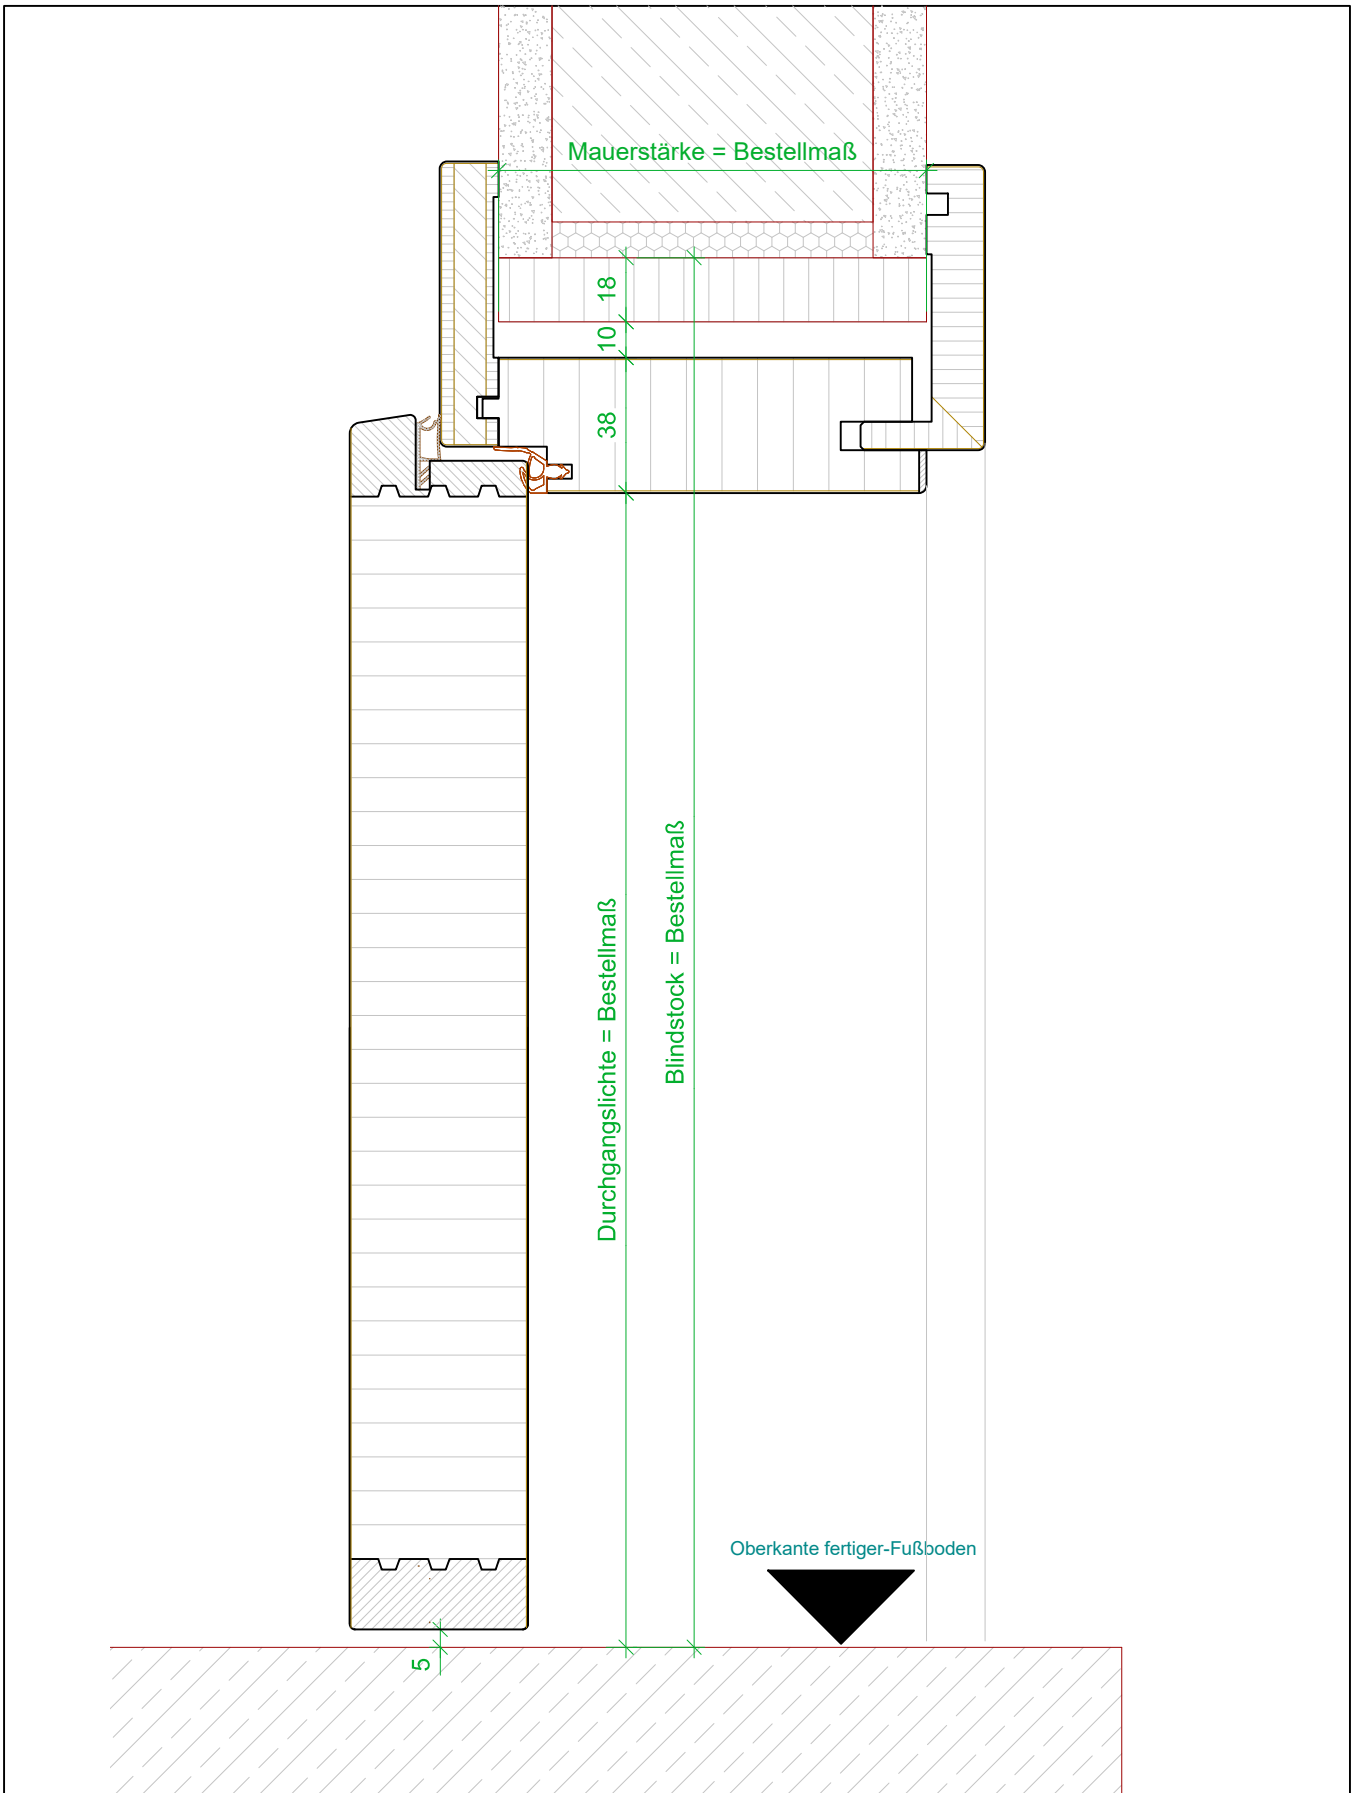 Mauerstärke = Bestellmaß
18
10
38
Durchgangslichte = Bestellmaß
Blindstock = Bestellmaß
Oberkante fertiger-Fußboden
5